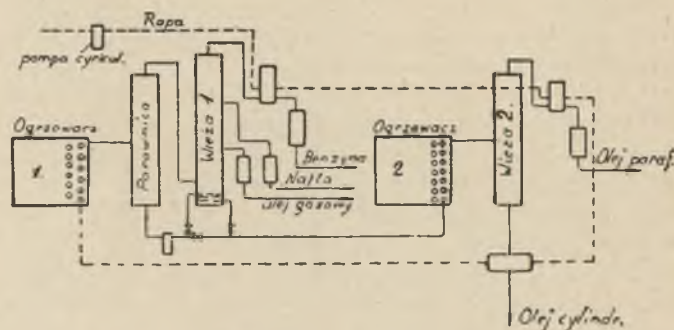 Ropa
pompa cyrkul.
Ogrzewacz
1.
Parownica
Wieża 1
Benzyna
Nafta
Olej gazowy
Ogrzewacz
2
Wieża 2.
Olej paraf.
Olej cylindr.